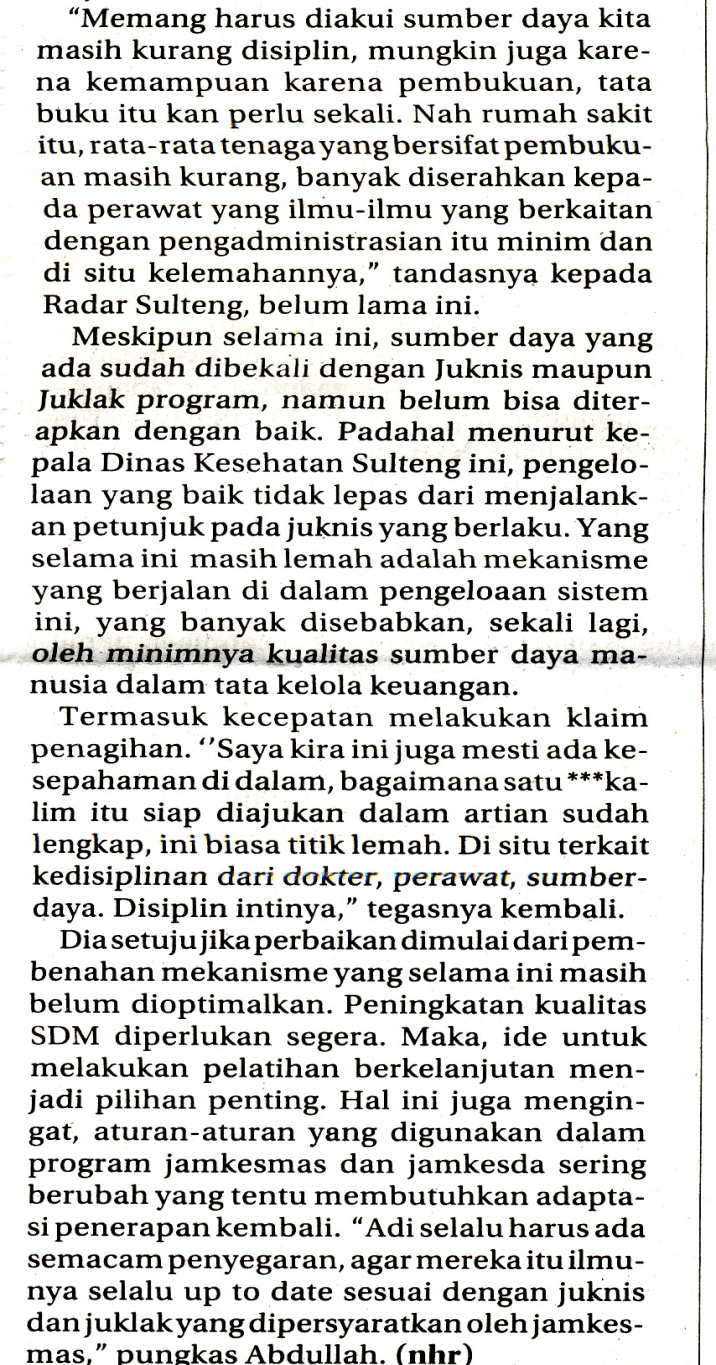 “Memang harus diakui sumber daya kita
masih kurang disiplin, mungkin juga kare-
na kemampuan karena pembukuan, tata
buku itu kan perlu sekali. Nah rumah sakit
itu, rata-rata tenaga yang bersifat pembuku-
an masih kurang, banyak diserahkan kepa-
da perawat yang ilmu-ilmu yang berkaitan
dengan pengadministrasian itu minim dan
di situ kelemahannya,” tandasnya kepada
Radar Sulteng, belum lama ini.
Meskipun selama ini, sumber daya yang
ada sudah dibekali dengan Juknis maupun
Juklak program, namun belum bisa diter-
apkan dengan baik. Padahal menurut ke-
pala Dinas Kesehatan Sulteng ini, pengelo-
laan yang baik tidak lepas dari menjalank-
an petunjuk pada juknis yang berlaku. Yang
selama ini masih lemah adalah mekanisme
yang berjalan di dalam pengeloaan sistem
ini, yang banyak disebabkan, sekali lagi,
oleh minimnya kualitas sumber daya ma-
nusia dalam tata kelola keuangan.
Termasuk kecepatan melakukan klaim
penagihan. ‘’Saya kira ini juga mesti ada ke-
sepahaman di dalam, bagaimana satu ***ka-
lim itu siap diajukan dalam artian sudah
lengkap, ini biasa titik lemah. Di situ terkait
kedisiplinan dari dokter, perawat, sumber-
daya. Disiplin intinya,” tegasnya kembali.
Dia setuju jika perbaikan dimulai dari pem-
benahan mekanisme yang selama ini masih
belum dioptimalkan. Peningkatan kualitas
SDM diperlukan segera. Maka, ide untuk
melakukan pelatihan berkelanjutan men-
jadi pilihan penting. Hal ini juga mengin-
gat, aturan-aturan yang digunakan dalam
program jamkesmas dan jamkesda sering
berubah yang tentu membutuhkan adapta-
si penerapan kembali. “Adi selalu harus ada
semacam penyegaran, agar mereka itu ilmu-
nya selalu up to date sesuai dengan juknis
dan juklak yang dipersyaratkan oleh jamkes-
mas,” pungkas Abdullah. (nhr)